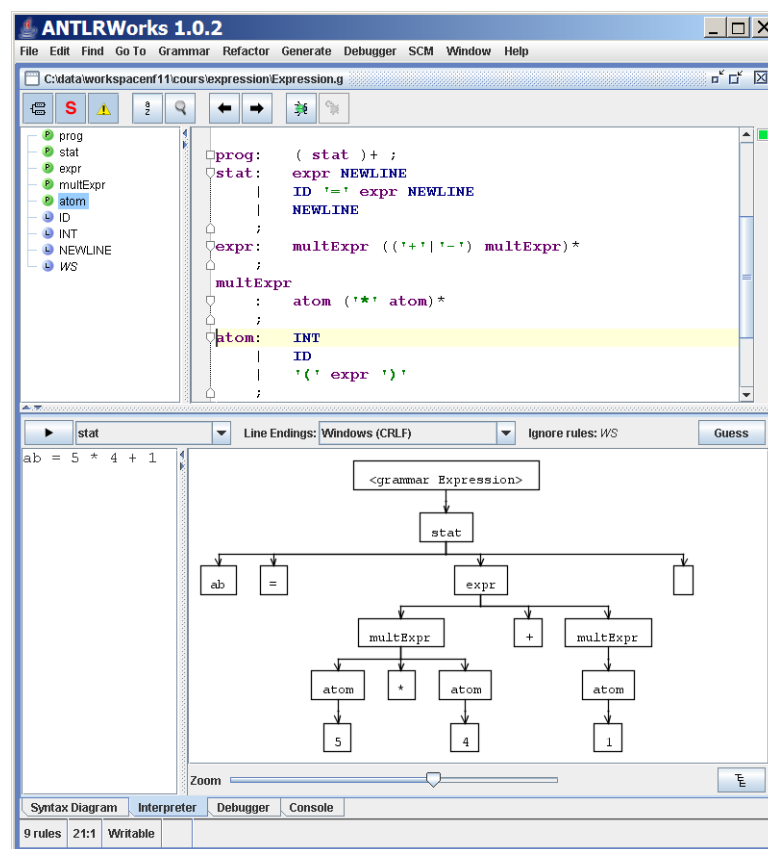 ANTLRWorks 1.0.2
File Edit Find Go To Grammar Refactor Generate Debugger SCM Window Help
C:\data\workspacenf11\cours\expression\Expression.g
S
a
z
P prog
P stat
P expr
P multExpr
P atom
L ID
L INT
L NEWLINE
L WS
prog: ( stat )+ ;
stat: expr NEWLINE
| ID '=' expr NEWLINE
| NEWLINE
;
expr: multExpr (('+'|'-') multExpr)*
;
multExpr
: atom ('*' atom)*
;
atom: INT
| ID
| '(' expr ')'
;
stat Line Endings: Windows (CRLF) Ignore rules: WS Guess
ab = 5 * 4 + 1
<grammar Expression>
stat
ab = expr
multExpr + multExpr
atom * atom atom
5 4 1
Zoom
Syntax Diagram Interpreter Debugger Console
9 rules 21:1 Writable